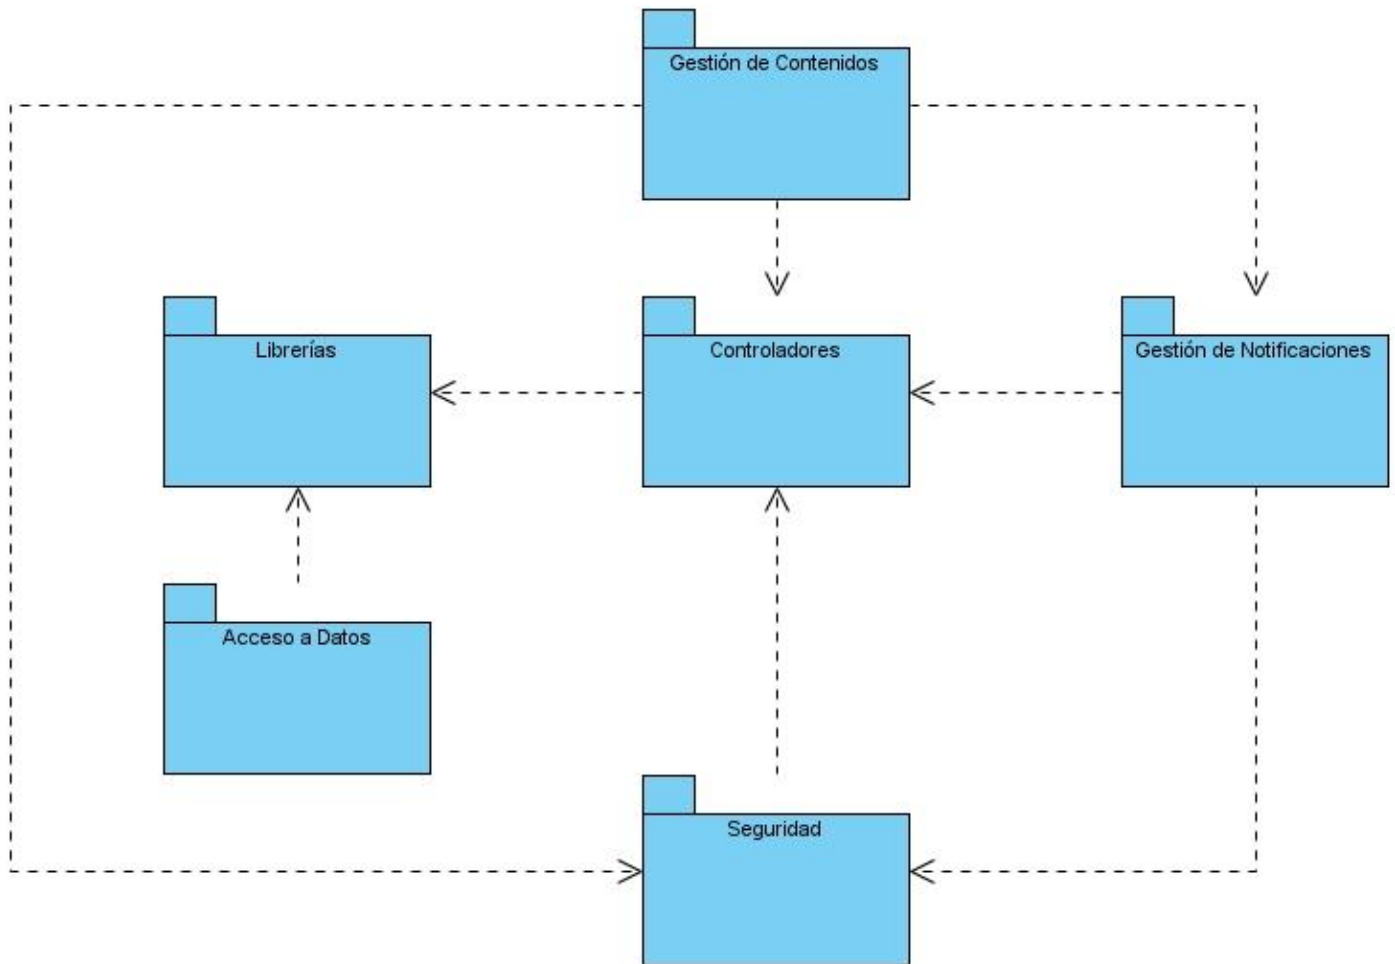 Gestión de Contenidos
Librerías
Controladores
Gestión de Notificaciones
Acceso a Datos
Seguridad